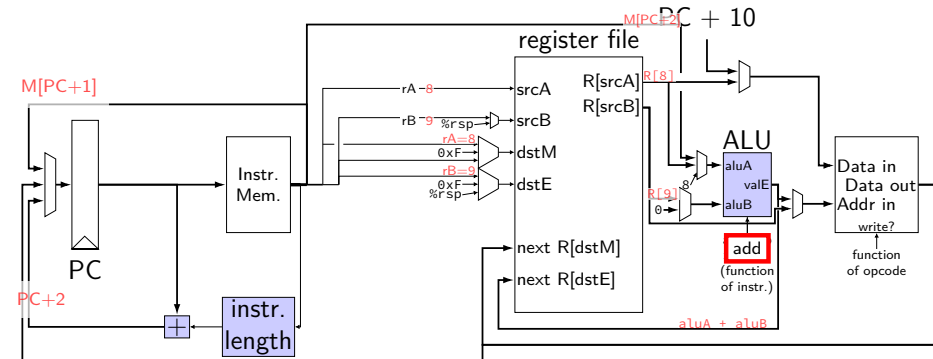 M[PC+2]
PC + 10
register file
M[PC+1]
R[srcA]
R[8]
rA
8
srcA
R[srcB]
rB
9
%rsp
srcB
rA=8
0xF
dstM
rB=9
0xF
%rsp
dstE
Instr.
Mem.
ALU
aluA
valE
aluB
8
R[9]
0
Data in
Data out
Addr in
write?
function
of opcode
add
(function
of instr.)
next R[dstM]
next R[dstE]
PC
PC+2
+
instr.
length
aluA + aluB